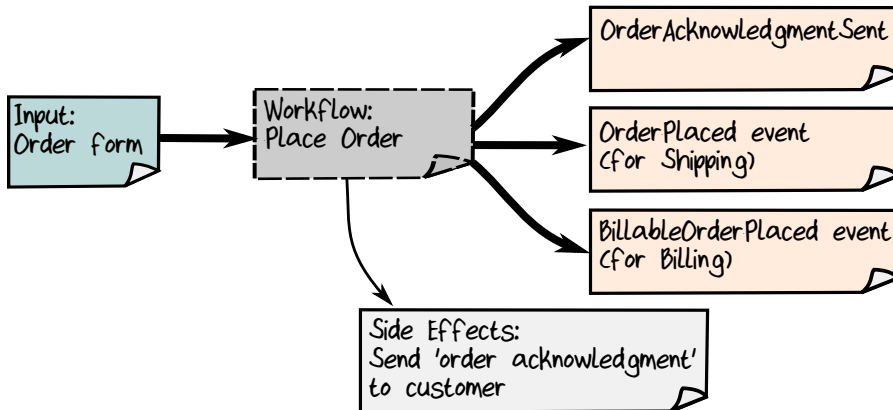 Input:
Order form
Workflow:
Place Order
OrderAcknowledgmentSent
OrderPlaced event
(for Shipping)
BillableOrderPlaced event
(for Billing)
Side Effects:
Send 'order acknowledgment'
to customer